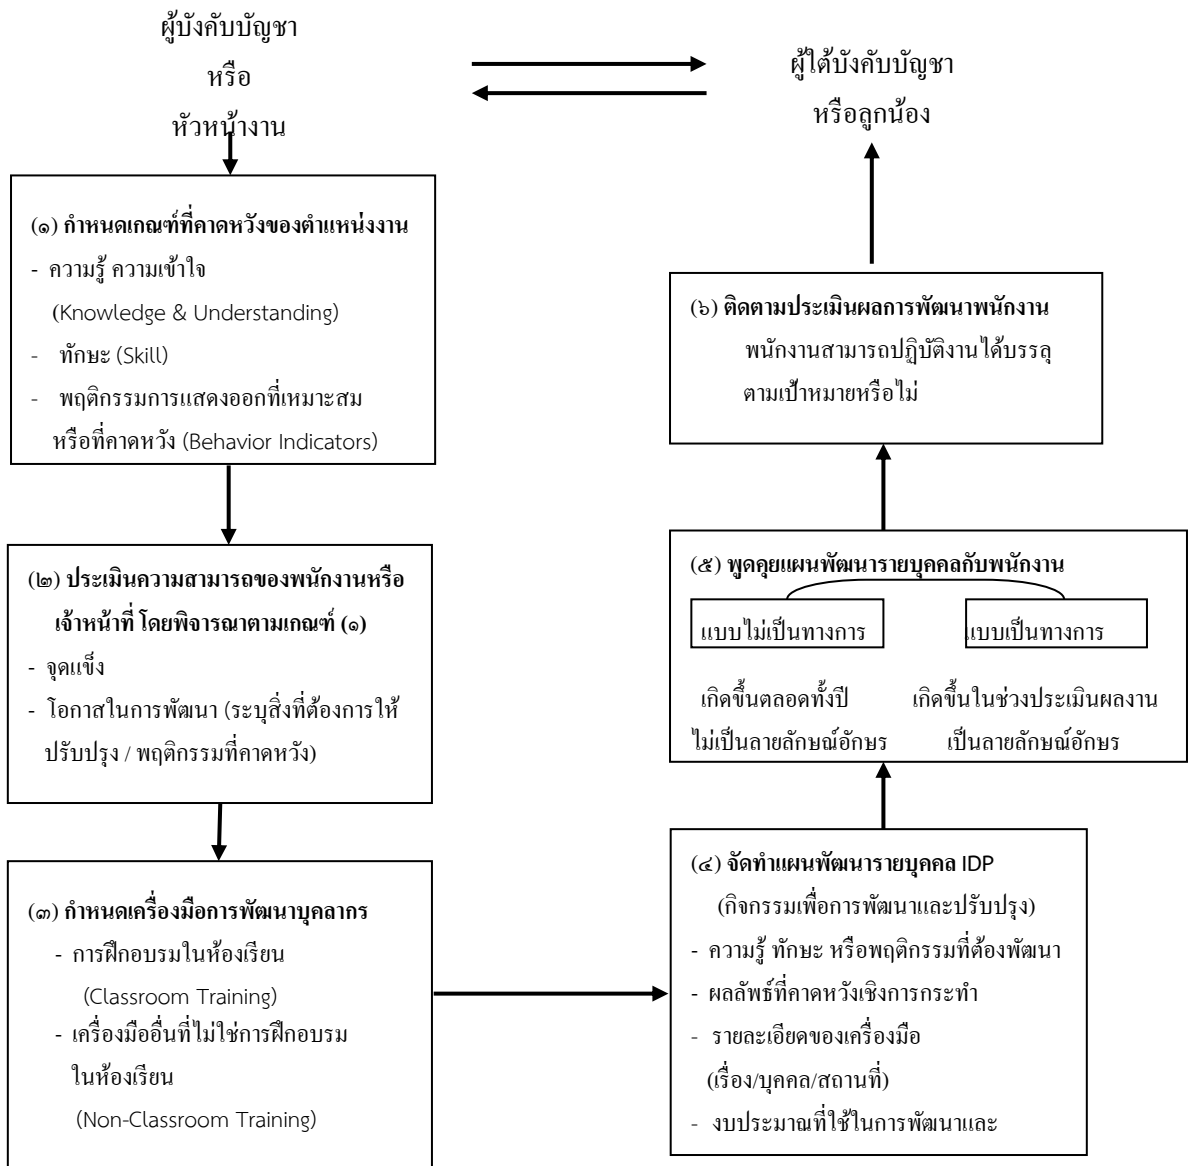 ผู้บังคับบัญชา
หรือ
หัวหน้างาน
ผู้ใต้บังคับบัญชา
หรือลูกน้อง
(๑) กำหนดเกณฑ์ที่คาดหวังของตำแหน่งงาน
- ความรู้ ความเข้าใจ
(Knowledge & Understanding)
- ทักษะ (Skill)
- พฤติกรรมการแสดงออกที่เหมาะสม
หรือที่คาดหวัง (Behavior Indicators)
(๒) ประเมินความสามารถของพนักงานหรือ
เจ้าหน้าที่ โดยพิจารณาตามเกณฑ์ (๑)
- จุดแข็ง
- โอกาสในการพัฒนา (ระบุสิ่งที่ต้องการให้
ปรับปรุง / พฤติกรรมที่คาดหวัง)
(๓) กำหนดเครื่องมือการพัฒนาบุคลากร
- การฝึกอบรมในห้องเรียน
(Classroom Training)
- เครื่องมืออื่นที่ไม่ใช่การฝึกอบรม
ในห้องเรียน
(Non-Classroom Training)
(๔) จัดทำแผนพัฒนารายบุคคล IDP
(กิจกรรมเพื่อการพัฒนาและปรับปรุง)
- ความรู้ ทักษะ หรือพฤติกรรมที่ต้องพัฒนา
- ผลลัพธ์ที่คาดหวังเชิงการกระทำ
- รายละเอียดของเครื่องมือ
(เรื่อง/บุคคล/สถานที่)
- งบประมาณที่ใช้ในการพัฒนาและ
(๕) พูดคุยแผนพัฒนารายบุคคลกับพนักงาน
แบบไม่เป็นทางการ
แบบเป็นทางการ
เกิดขึ้นตลอดทั้งปี
ไม่เป็นลายลักษณ์อักษร
เกิดขึ้นในช่วงประเมินผลงาน
เป็นลายลักษณ์อักษร
(๖) ติดตามประเมินผลการพัฒนาพนักงาน
พนักงานสามารถปฏิบัติงานได้บรรลุ
ตามเป้าหมายหรือไม่